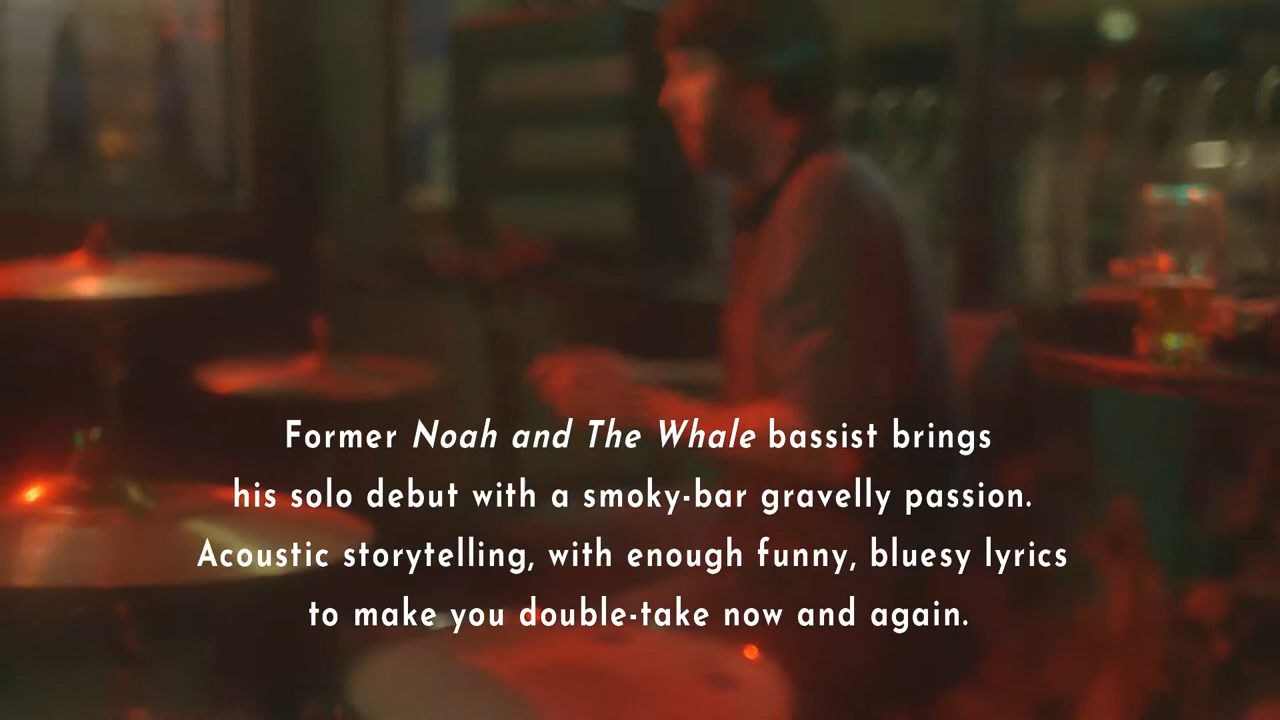 Former Noah and The Whale bassist brings
his solo debut with a smoky-bar gravelly passion.
Acoustic storytelling, with enough funny, bluesy lyrics
to make you double-take now and again.